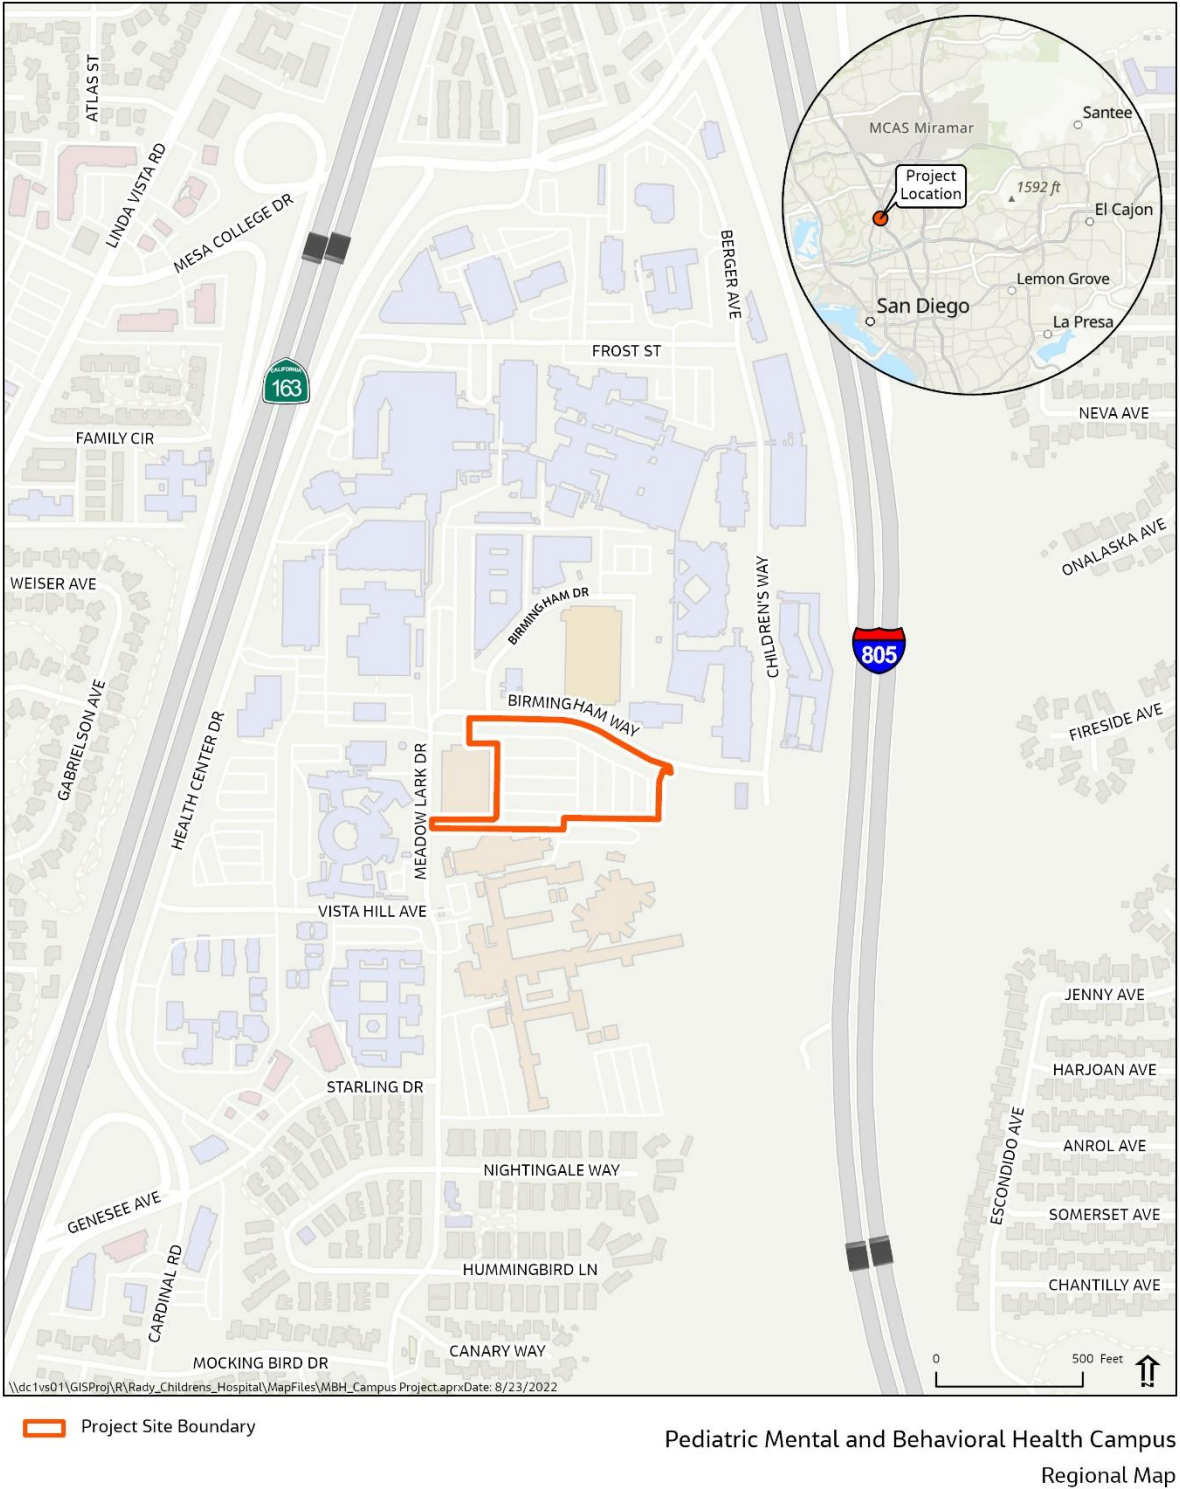 ATLAS ST
LINDA VISTA RD
MESA COLLEGE DR
MCAS Miramar
Santee
Project
Location
1592 ft
El Cajon
Lemon Grove
San Diego
La Presa
BERGER AVE
FROST ST
CALIFORNIA
163
NEVA AVE
FAMILY CIR
ONALASKA AVE
WEISER AVE
BIRMINGHAM DR
CHILDREN'S WAY
805
GABRIELSON AVE
HEALTH CENTER DR
BIRMINGHAM WAY
FIRESIDE AVE
MEADOW LARK DR
VISTA HILL AVE
JENNY AVE
HARJOAN AVE
STARLING DR
ESCONDIDO AVE
ANROL AVE
NIGHTINGALE WAY
GENESEE AVE
SOMERSET AVE
CARDINAL RD
HUMMINGBIRD LN
CHANTILLY AVE
CANARY WAY
MOCKING BIRD DR
0 500 Feet
N
\\dc1vs01\GISProj\R\Rady_Childrens_Hospital\MapFiles\MBH_Campus Project.aprxDate: 8/23/2022
Project Site Boundary
Pediatric Mental and Behavioral Health Campus
Regional Map